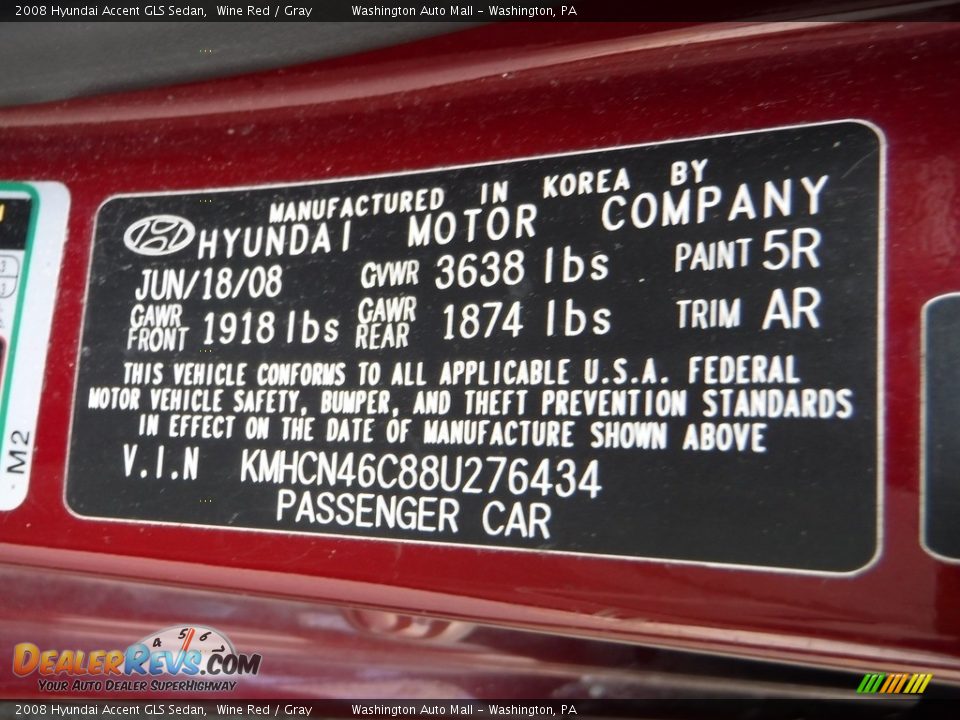 2008 Hyundai Accent GLS Sedan, Wine Red / Gray Washington Auto Mall - Washington, PA
MANUFACTURED IN KOREA BY
HYUNDAI MOTOR COMPANY
JUN/18/08 GVWR 3638 lbs PAINT 5R
GAWR FRONT 1918 lbs GAWR REAR 1874 lbs TRIM AR
THIS VEHICLE CONFORMS TO ALL APPLICABLE U.S.A. FEDERAL
MOTOR VEHICLE SAFETY, BUMPER, AND THEFT PREVENTION STANDARDS
IN EFFECT ON THE DATE OF MANUFACTURE SHOWN ABOVE
V.I.N KMHCN46C88U276434
PASSENGER CAR
M2
4 5 6
DEALERREVS.COM
YOUR AUTO DEALER SUPERHIGHWAY
2008 Hyundai Accent GLS Sedan, Wine Red / Gray Washington Auto Mall - Washington, PA